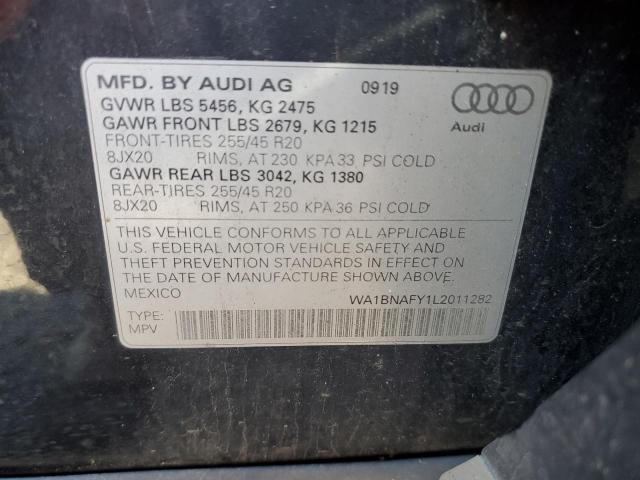 MFD. BY AUDI AG 0919
GVWR LBS 5456, KG 2475
GAWR FRONT LBS 2679, KG 1215
FRONT-TIRES 255/45 R20
8JX20 RIMS, AT 230 KPA 33 PSI COLD
GAWR REAR LBS 3042, KG 1380
REAR-TIRES 255/45 R20
8JX20 RIMS, AT 250 KPA 36 PSI COLD
Audi
THIS VEHICLE CONFORMS TO ALL APPLICABLE
U.S. FEDERAL MOTOR VEHICLE SAFETY AND
THEFT PREVENTION STANDARDS IN EFFECT ON
THE DATE OF MANUFACTURE SHOWN ABOVE.
MEXICO WA1BNAFY1L2011282
TYPE:
MPV